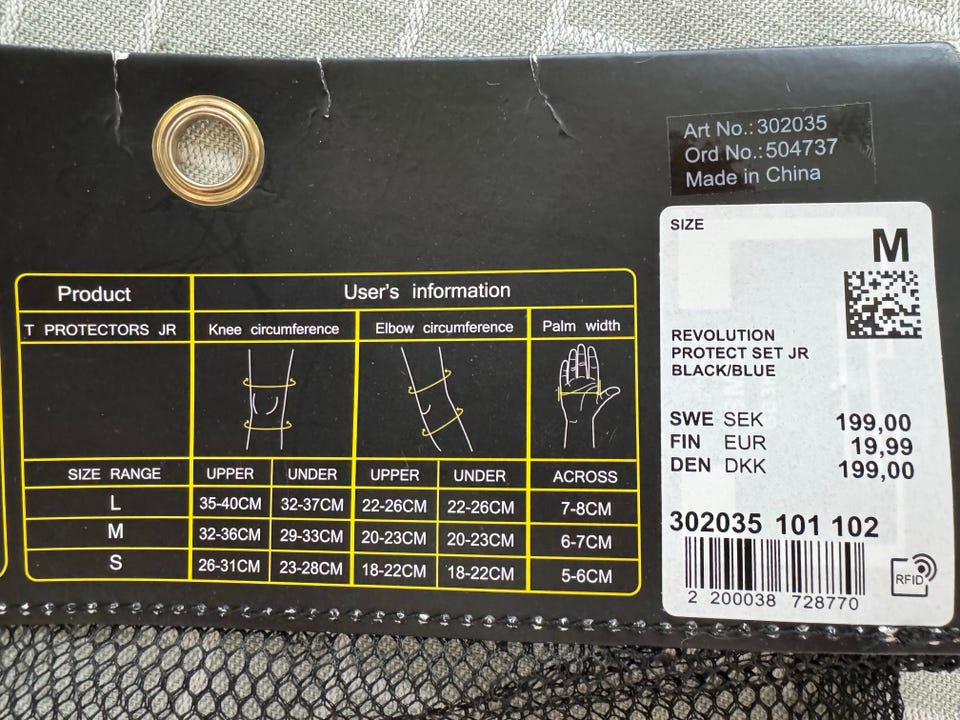 Art No.: 302035
Ord No.:504737
Made in China
SIZE
M
REVOLUTION
PROTECT SET JR
BLACK/BLUE
SWE SEK 199,00
FIN EUR 19,99
DEN DKK 199,00
302035 101 102
RFID
2 200038 728770
Product User's information
T PROTECTORS JR Knee circumference Elbow circumference Palm width
SIZE RANGE UPPER UNDER UPPER UNDER ACROSS
L 35-40CM 32-37CM 22-26CM 22-26CM 7-8CM
M 32-36CM 29-33CM 20-23CM 20-23CM 6-7CM
S 26-31CM 23-28CM 18-22CM 18-22CM 5-6CM